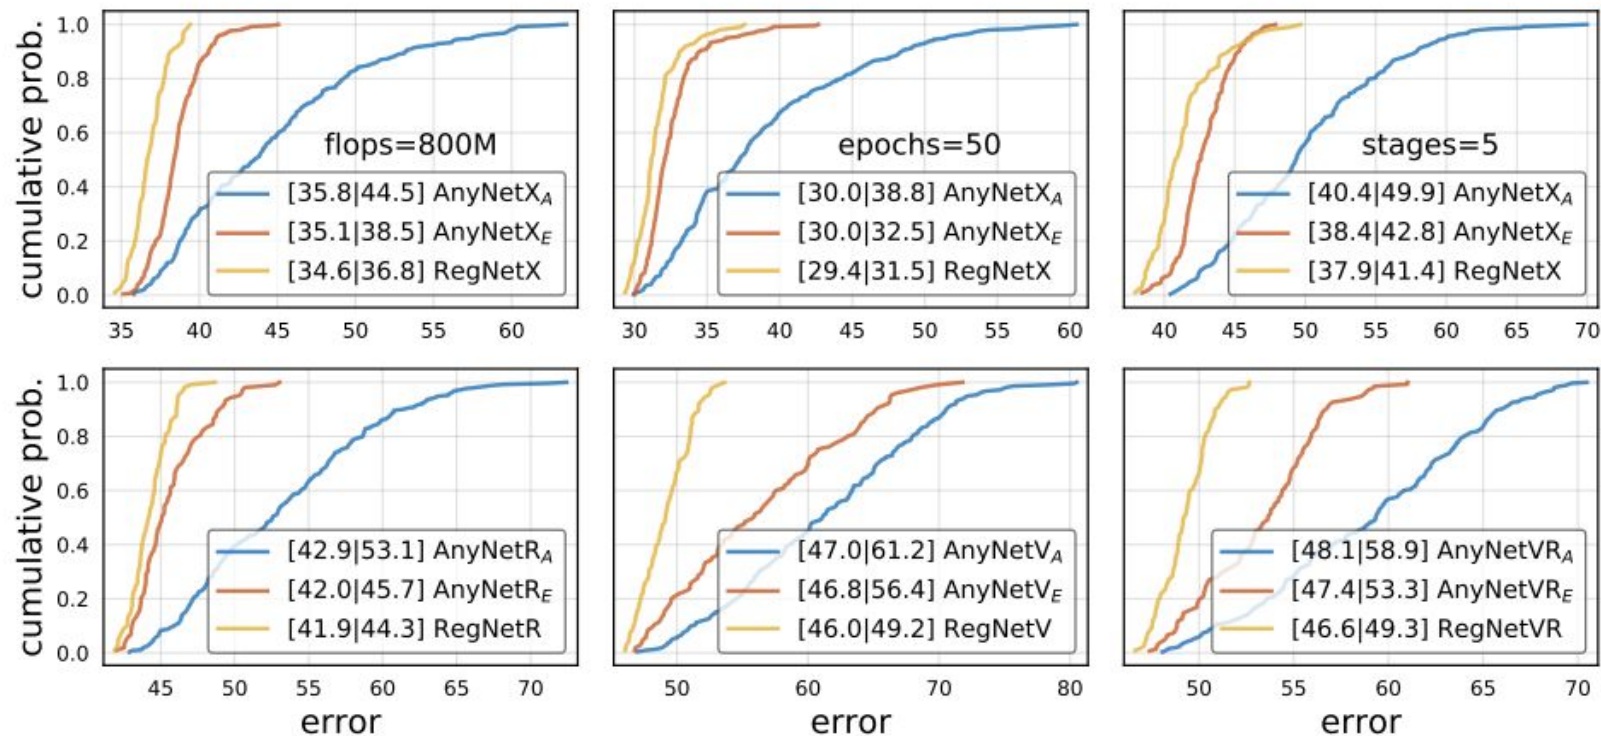 cumulative prob.
1.0
0.8
0.6
0.4
0.2
0.0
flops=800M
[35.8|44.5] AnyNetX_A
[35.1|38.5] AnyNetX_E
[34.6|36.8] RegNetX
35 40 45 50 55 60
epochs=50
[30.0|38.8] AnyNetX_A
[30.0|32.5] AnyNetX_E
[29.4|31.5] RegNetX
30 35 40 45 50 55 60
stages=5
[40.4|49.9] AnyNetX_A
[38.4|42.8] AnyNetX_E
[37.9|41.4] RegNetX
40 45 50 55 60 65 70
cumulative prob.
1.0
0.8
0.6
0.4
0.2
0.0
[42.9|53.1] AnyNetR_A
[42.0|45.7] AnyNetR_E
[41.9|44.3] RegNetR
45 50 55 60 65 70
error
[47.0|61.2] AnyNetV_A
[46.8|56.4] AnyNetV_E
[46.0|49.2] RegNetV
50 60 70 80
error
[48.1|58.9] AnyNetVR_A
[47.4|53.3] AnyNetVR_E
[46.6|49.3] RegNetVR
50 55 60 65 70
error